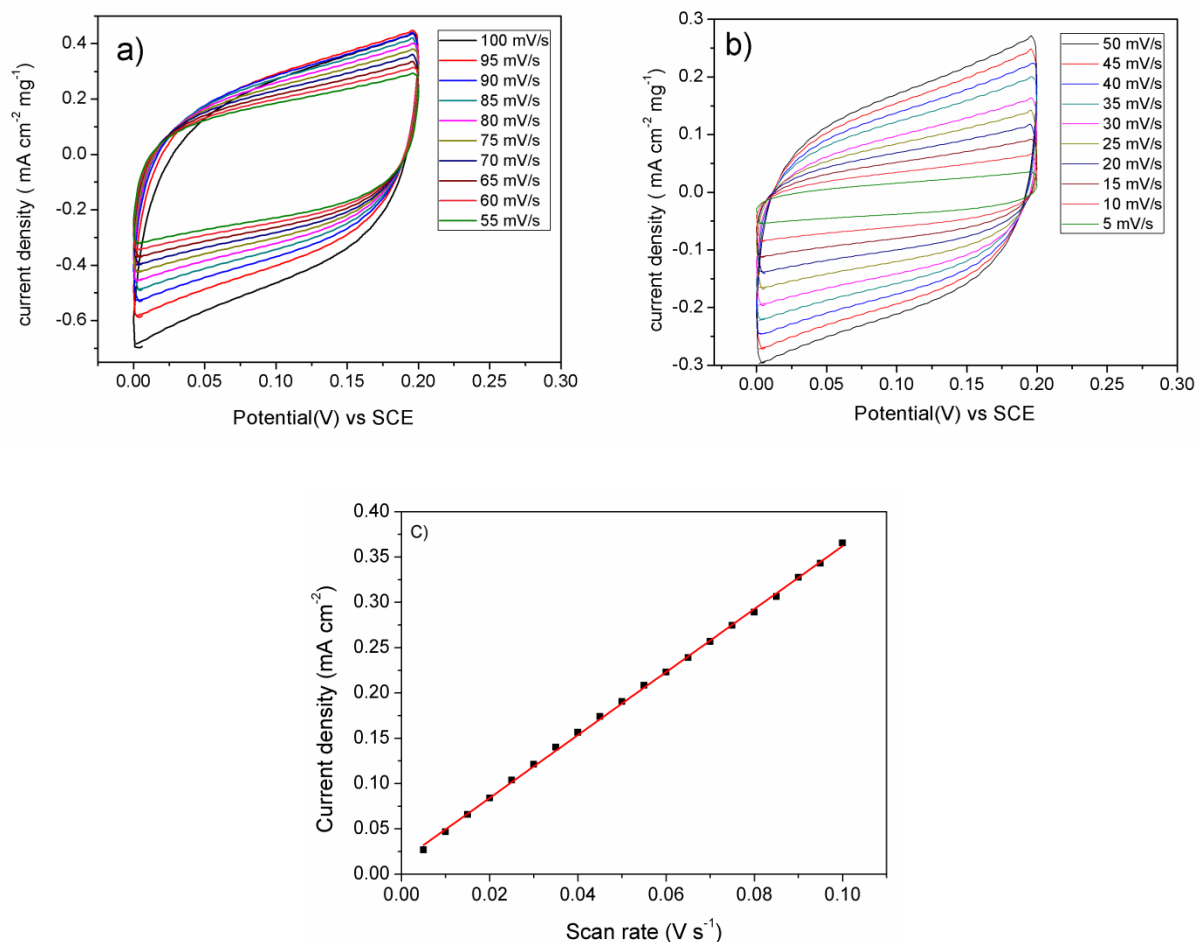 a)
100 mV/s
95 mV/s
90 mV/s
85 mV/s
80 mV/s
75 mV/s
70 mV/s
65 mV/s
60 mV/s
55 mV/s
current density ( mA cm⁻² mg⁻¹)
0.4
0.2
0.0
-0.2
-0.4
-0.6
0.00 0.05 0.10 0.15 0.20 0.25 0.30
Potential(V) vs SCE
b)
50 mV/s
45 mV/s
40 mV/s
35 mV/s
30 mV/s
25 mV/s
20 mV/s
15 mV/s
10 mV/s
5 mV/s
current density ( mA cm⁻² mg⁻¹)
0.3
0.2
0.1
0.0
-0.1
-0.2
-0.3
0.00 0.05 0.10 0.15 0.20 0.25 0.30
Potential(V) vs SCE
C)
Current density (mA cm⁻²)
0.40
0.35
0.30
0.25
0.20
0.15
0.10
0.05
0.00
0.00 0.02 0.04 0.06 0.08 0.10
Scan rate (V s⁻¹)